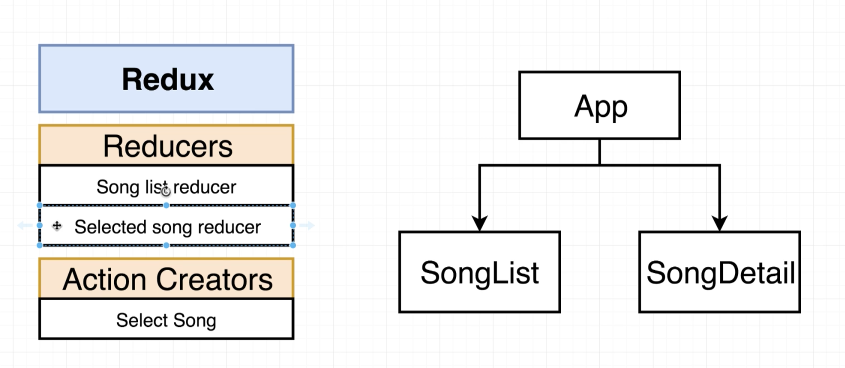 Redux
Reducers
Song list reducer
Selected song reducer
Action Creators
Select Song
App
SongList
SongDetail